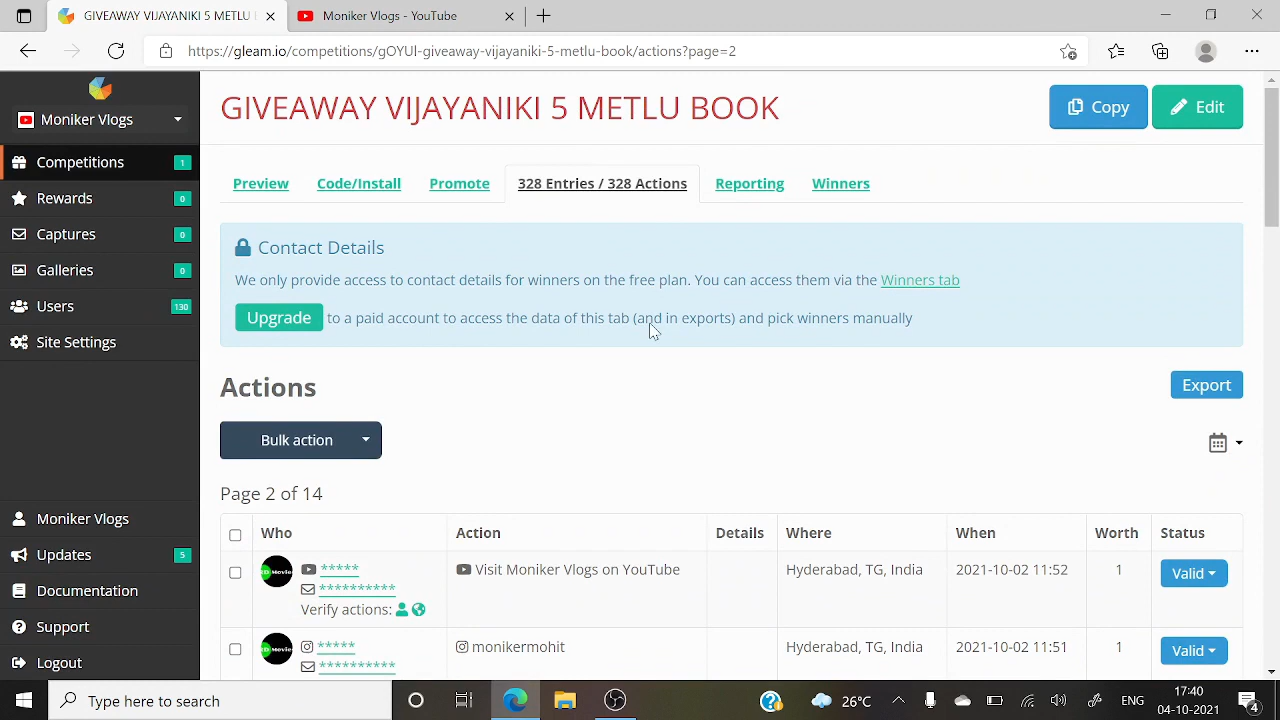 GIVEAWAY VIJAYANIKI 5 METL
Moniker Vlogs - YouTube
https://gleam.io/competitions/gOYUI-giveaway-vijayaniki-5-metlu-book/actions?page=2
Moniker Vlogs
GIVEAWAY VIJAYANIKI 5 METLU BOOK
Copy
Edit
Competitions 1
Rewards 0
Captures 0
Galleries 0
Users 130
Site Settings
Preview
Code/Install
Promote
328 Entries / 328 Actions
Reporting
Winners
Contact Details
We only provide access to contact details for winners on the free plan. You can access them via the Winners tab
Upgrade to a paid account to access the data of this tab (and in exports) and pick winners manually
Actions
Export
Bulk action
Page 2 of 14
Who Action Details Where When Worth Status
***** Visit Moniker Vlogs on YouTube Hyderabad, TG, India 2021-10-02 11:52 1 Valid
**********
Verify actions:
***** monikermohit Hyderabad, TG, India 2021-10-02 11:51 1 Valid
**********
Moniker Vlogs
Updates 5
Documentation
Support
Logout
Type here to search
26°C
ENG
17:40
04-10-2021
4